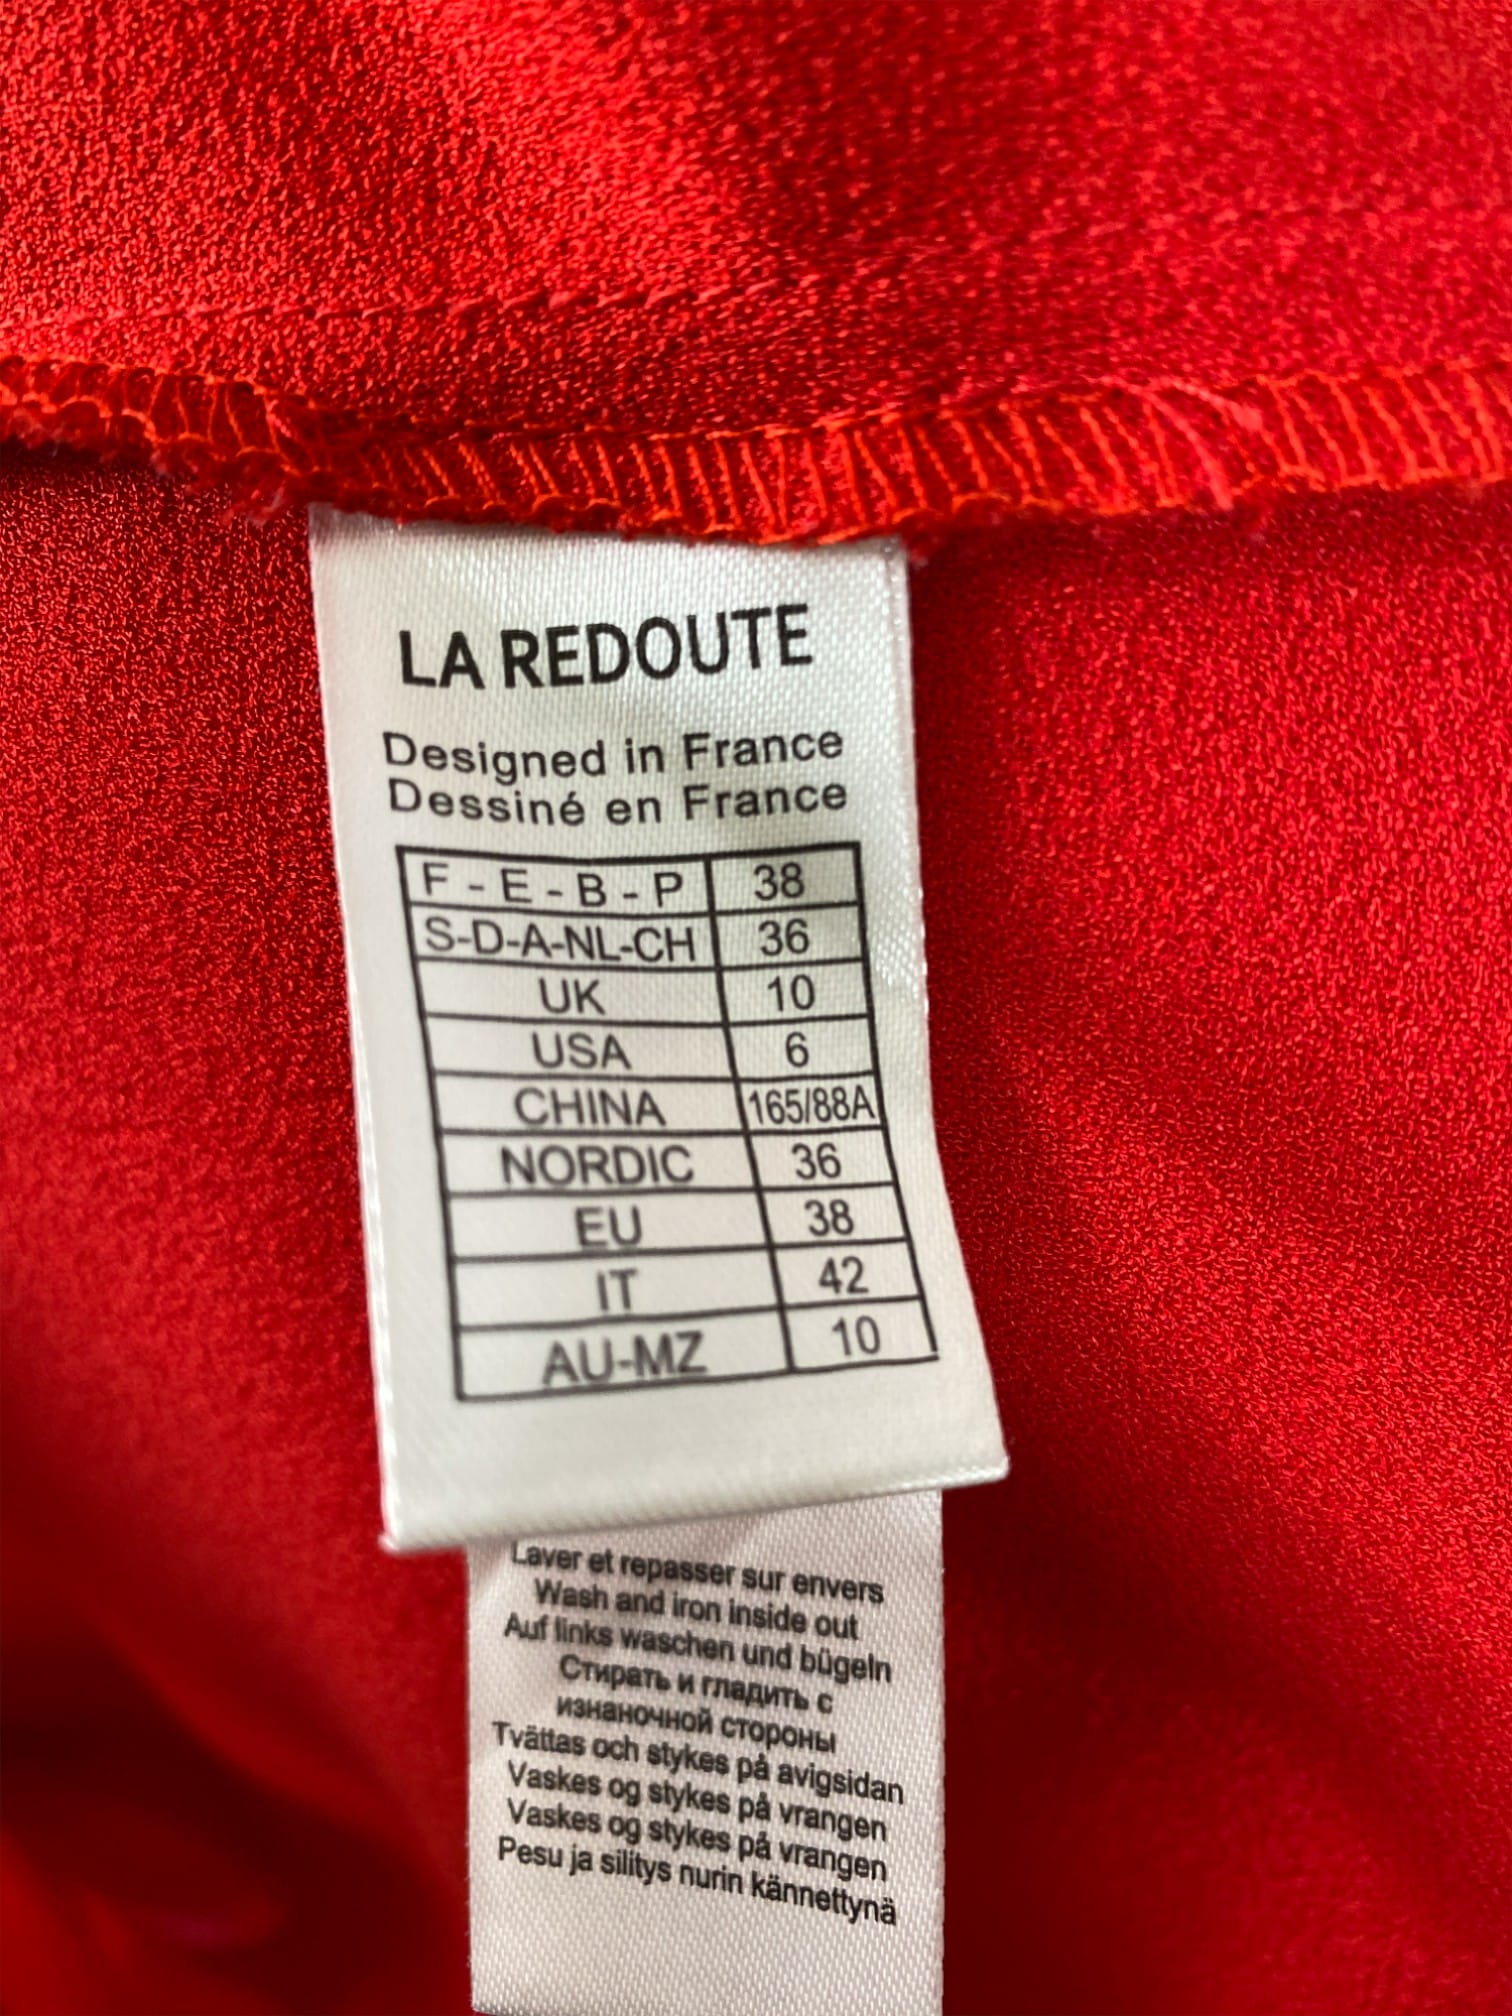 LA REDOUTE
Designed in France
Dessiné en France
F - E - B - P 38
S-D-A-NL-CH 36
UK 10
USA 6
CHINA 165/88A
NORDIC 36
EU 38
IT 42
AU-MZ 10
Laver et repasser sur envers
Wash and iron inside out
Auf links waschen und bügeln
Стирать и гладить с
изнаночной стороны
Tvättas och stykes på avigsidan
Vaskes og stykes på vrangen
Vaskes og stykes på vrangen
Pesu ja silitys nurin kännettynä